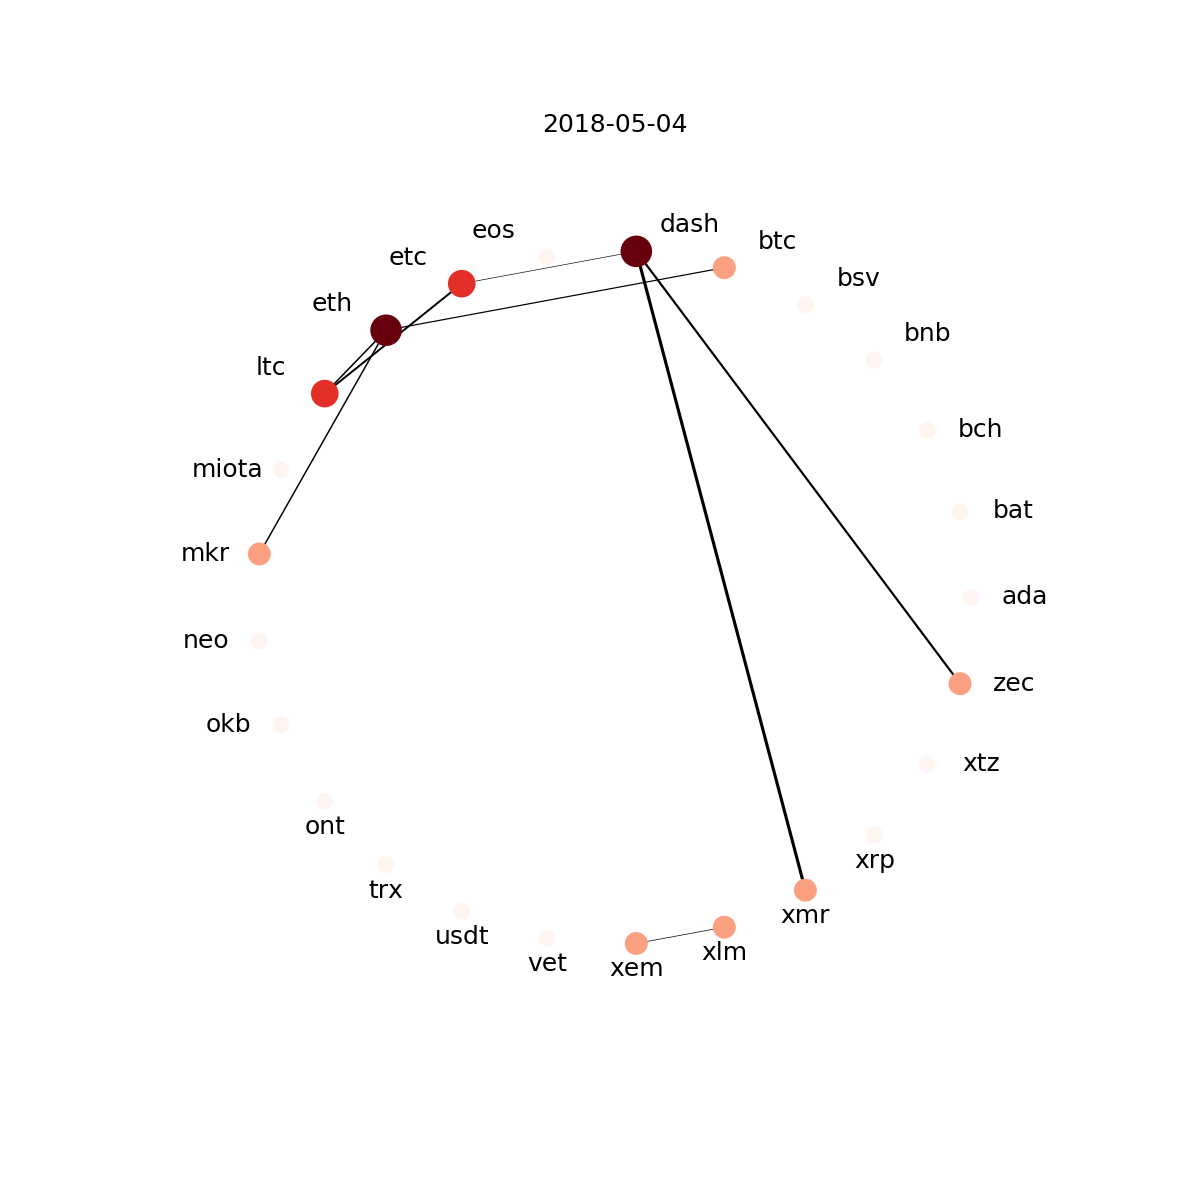 2018-05-04
dash
eos
btc
etc
bsv
eth
bnb
ltc
bch
miota
bat
mkr
ada
neo
zec
okb
xtz
ont
xrp
trx
xmr
usdt
xlm
vet
xem